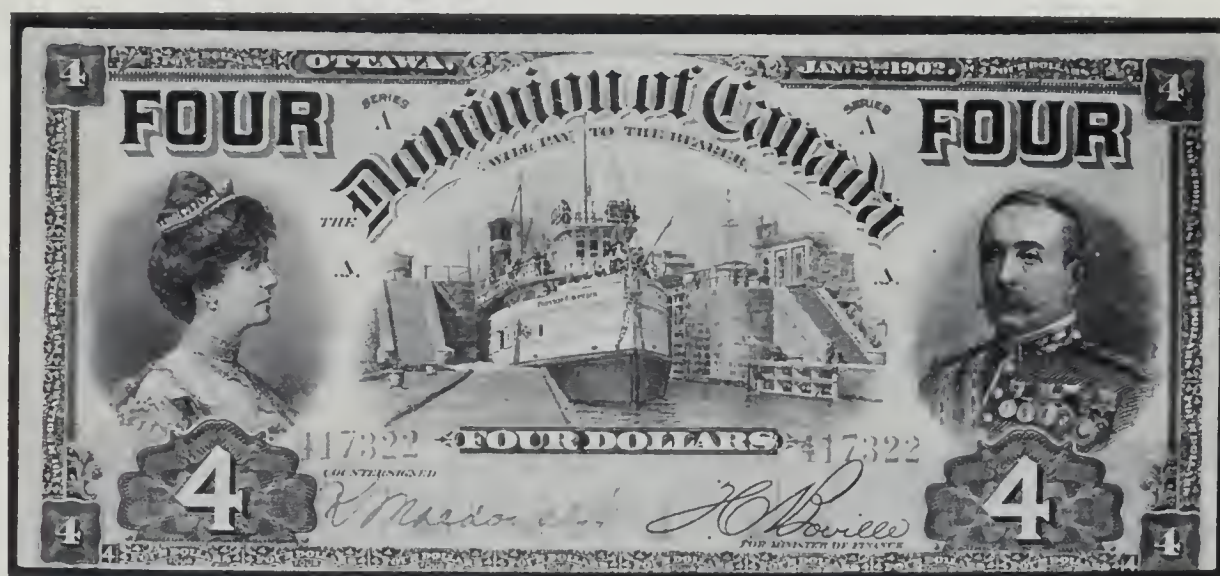 4 OTTAWA. JAN. 2ND 1902. 4
FOUR SERIES A Dominion of Canada SERIES A FOUR
THE WILL PAY TO THE BEARER
A. A.
417322 FOUR DOLLARS 417322
COUNTERSIGNED
4 H C Boville 4
FOR MINISTER OF FINANCE
4 4